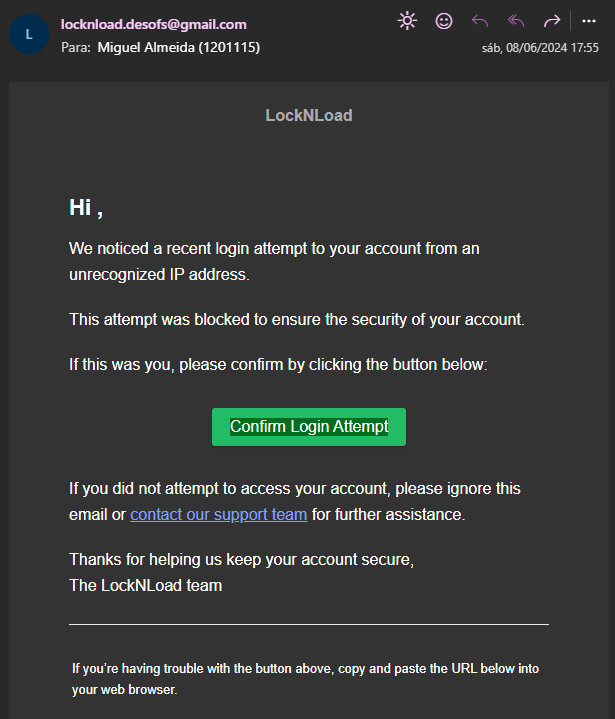 locknload.desofs@gmail.com
Para: Miguel Almeida (1201115)
sáb, 08/06/2024 17:55
L
LockNLoad
Hi ,
We noticed a recent login attempt to your account from an
unrecognized IP address.
This attempt was blocked to ensure the security of your account.
If this was you, please confirm by clicking the button below:
Confirm Login Attempt
If you did not attempt to access your account, please ignore this
email or contact our support team for further assistance.
Thanks for helping us keep your account secure,
The LockNLoad team
If you're having trouble with the button above, copy and paste the URL below into
your web browser.